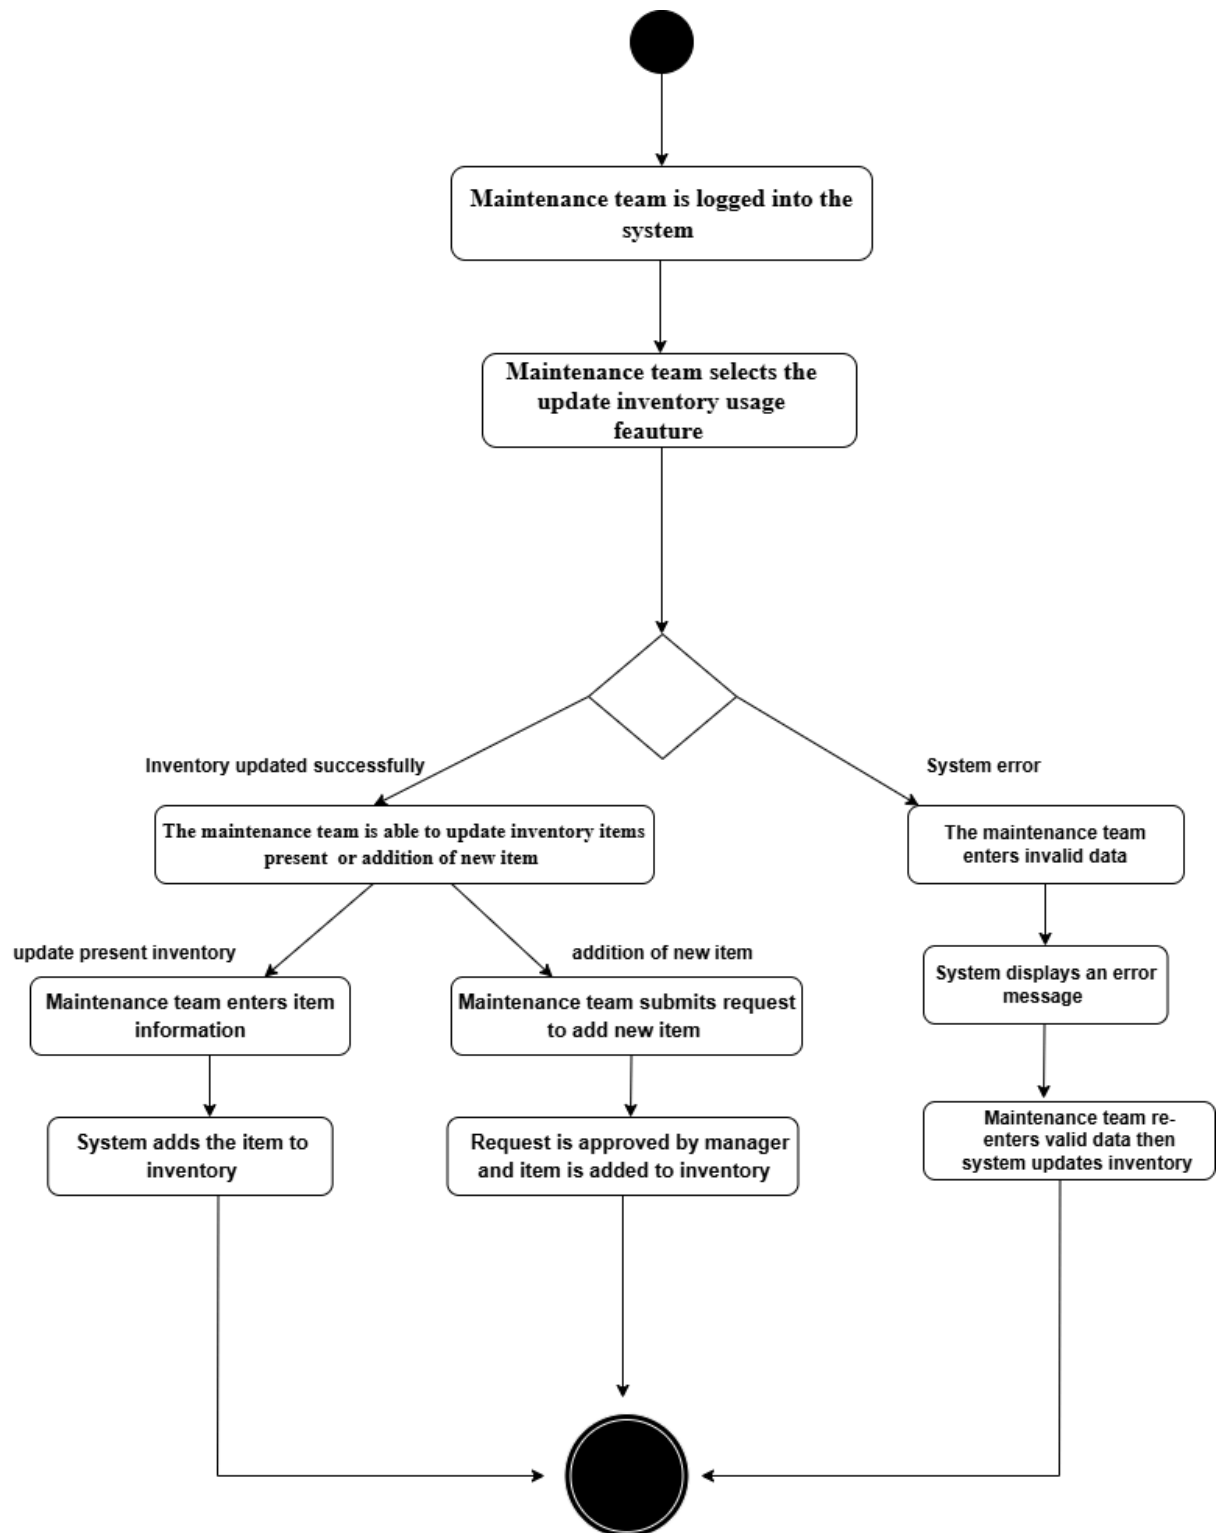 Maintenance team is logged into the
system
Maintenance team selects the
update inventory usage
feauture
Inventory updated successfully
System error
The maintenance team is able to update inventory items
present or addition of new item
The maintenance team
enters invalid data
update present inventory
addition of new item
Maintenance team enters item
information
Maintenance team submits request
to add new item
System displays an error
message
System adds the item to
inventory
Request is approved by manager
and item is added to inventory
Maintenance team re-
enters valid data then
system updates inventory